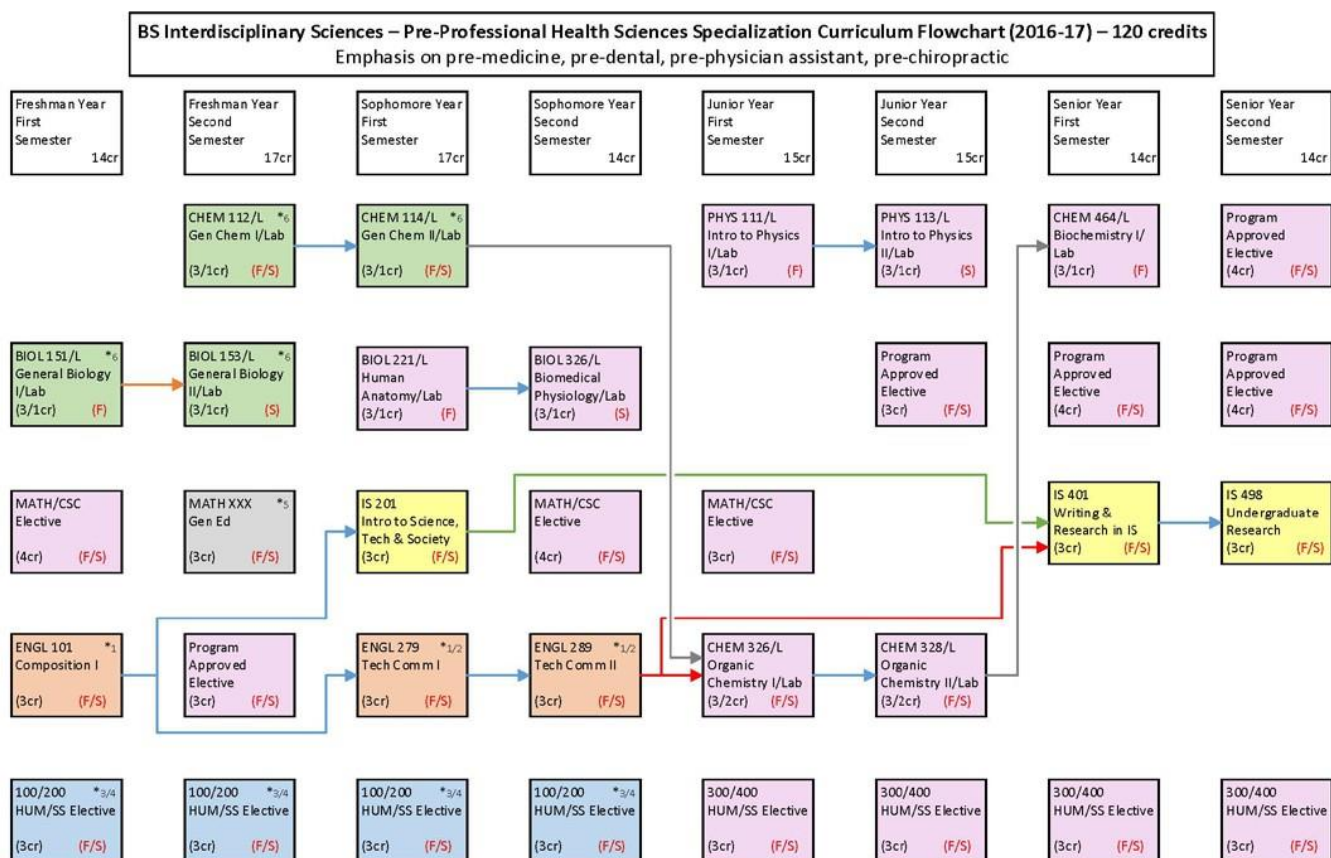 BS Interdisciplinary Sciences – Pre-Professional Health Sciences Specialization Curriculum Flowchart (2016-17) – 120 credits
Emphasis on pre-medicine, pre-dental, pre-physician assistant, pre-chiropractic
Freshman Year
First
Semester
14cr
Freshman Year
Second
Semester
17cr
Sophomore Year
First
Semester
17cr
Sophomore Year
Second
Semester
14cr
Junior Year
First
Semester
15cr
Junior Year
Second
Semester
15cr
Senior Year
First
Semester
14cr
Senior Year
Second
Semester
14cr
CHEM 112/L *6
Gen Chem I/Lab
(3/1cr) (F/S)
CHEM 114/L *6
Gen Chem II/Lab
(3/1cr) (F/S)
PHYS 111/L
Intro to Physics
I/Lab
(3/1cr) (F)
PHYS 113/L
Intro to Physics
II/Lab
(3/1cr) (S)
CHEM 464/L
Biochemistry I/
Lab
(3/1cr) (F)
Program
Approved
Elective
(4cr) (F/S)
BIOL 151/L *6
General Biology
I/Lab
(3/1cr) (F)
BIOL 153/L *6
General Biology
II/Lab
(3/1cr) (S)
BIOL 221/L
Human
Anatomy/Lab
(3/1cr) (F)
BIOL 326/L
Biomedical
Physiology/Lab
(3/1cr) (S)
Program
Approved
Elective
(3cr) (F/S)
Program
Approved
Elective
(4cr) (F/S)
Program
Approved
Elective
(4cr) (F/S)
MATH/CSC
Elective
(4cr) (F/S)
MATH XXX *5
Gen Ed
(3cr) (F/S)
IS 201
Intro to Science,
Tech & Society
(3cr) (F/S)
MATH/CSC
Elective
(4cr) (F/S)
MATH/CSC
Elective
(3cr) (F/S)
IS 401
Writing &
Research in IS
(3cr) (F/S)
IS 498
Undergraduate
Research
(3cr) (F/S)
ENGL 101 *1
Composition I
(3cr) (F/S)
Program
Approved
Elective
(3cr) (F/S)
ENGL 279 *1/2
Tech Comm I
(3cr) (F/S)
ENGL 289 *1/2
Tech Comm II
(3cr) (F/S)
CHEM 326/L
Organic
Chemistry I/Lab
(3/2cr) (F/S)
CHEM 328/L
Organic
Chemistry II/Lab
(3/2cr) (F/S)
100/200 *3/4
HUM/SS Elective
(3cr) (F/S)
100/200 *3/4
HUM/SS Elective
(3cr) (F/S)
100/200 *3/4
HUM/SS Elective
(3cr) (F/S)
100/200 *3/4
HUM/SS Elective
(3cr) (F/S)
300/400
HUM/SS Elective
(3cr) (F/S)
300/400
HUM/SS Elective
(3cr) (F/S)
300/400
HUM/SS Elective
(3cr) (F/S)
300/400
HUM/SS Elective
(3cr) (F/S)